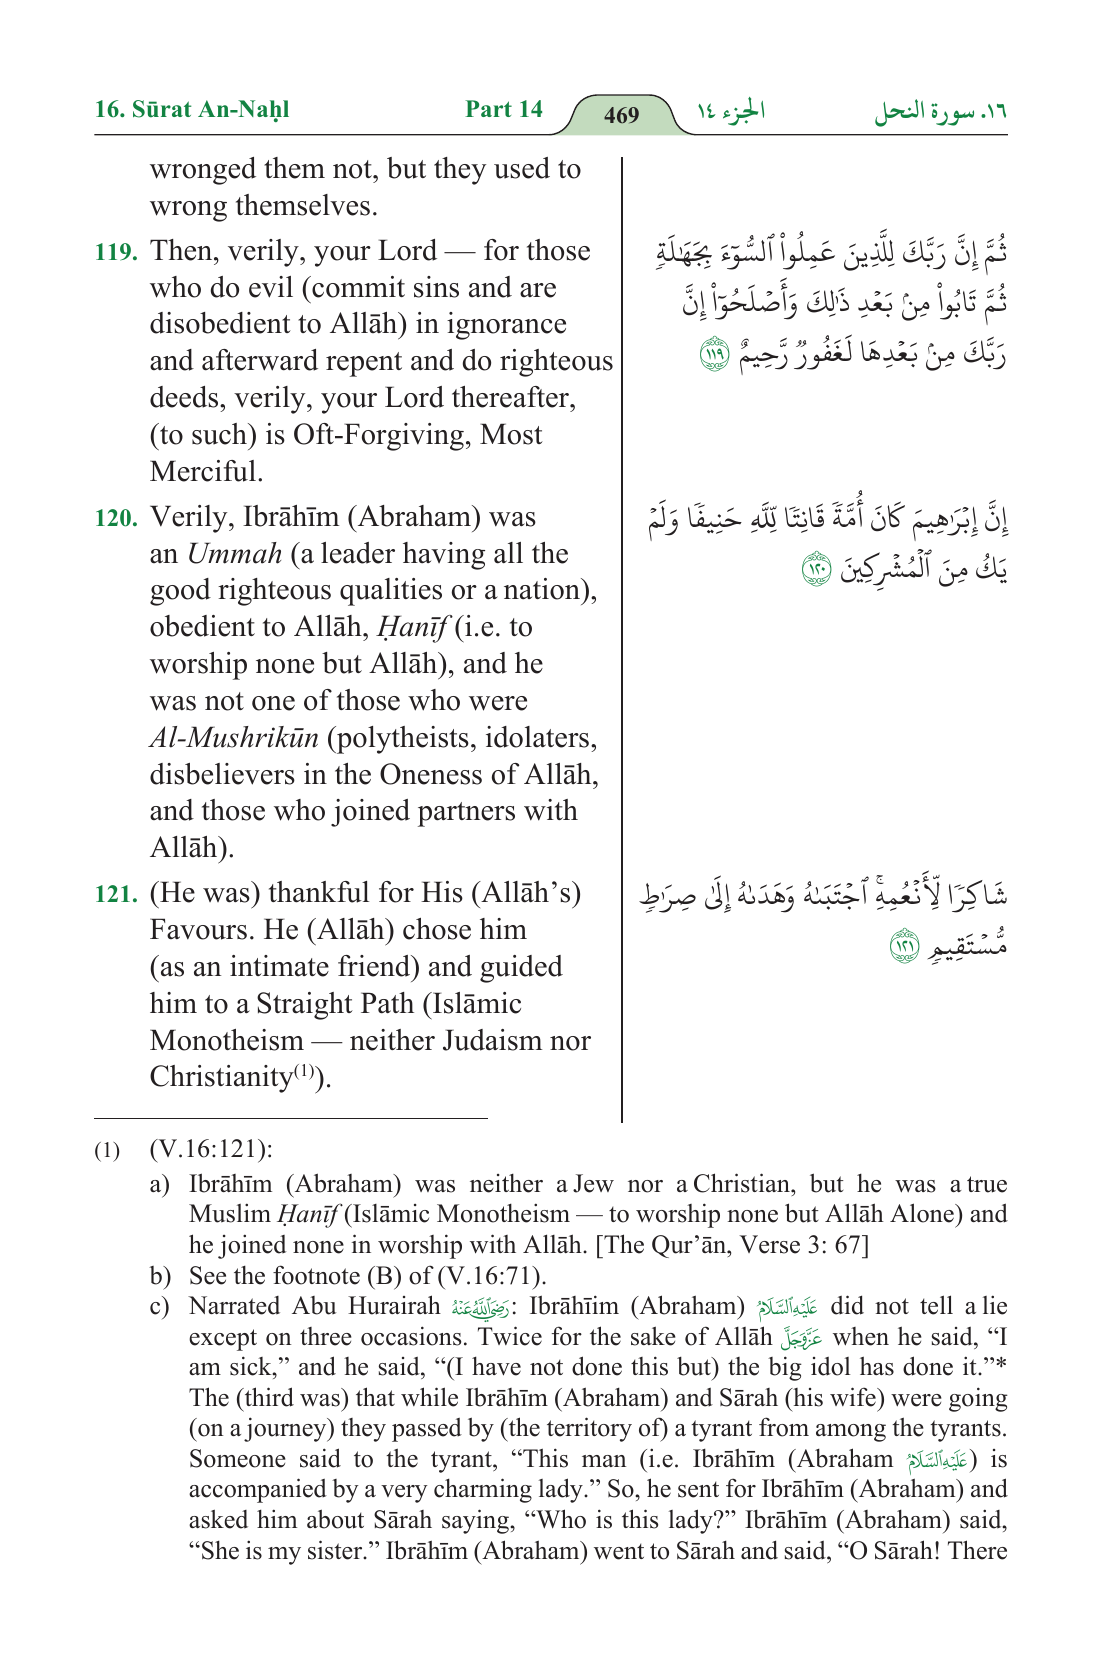 16. Sūrat An-Naḥl Part 14 469 الجزء ١٤ ١٦. سورة النحل
wronged them not, but they used to
wrong themselves.
119. Then, verily, your Lord — for those
who do evil (commit sins and are
disobedient to Allāh) in ignorance
and afterward repent and do righteous
deeds, verily, your Lord thereafter,
(to such) is Oft-Forgiving, Most
Merciful.
ثُمَّ إِنَّ رَبَّكَ لِلَّذِينَ عَمِلُوا۟ ٱلسُّوٓءَ بِجَهَـٰلَةٍ
ثُمَّ تَابُوا۟ مِنۢ بَعْدِ ذَٰلِكَ وَأَصْلَحُوٓا۟ إِنَّ
رَبَّكَ مِنۢ بَعْدِهَا لَغَفُورٌ رَّحِيمٌ ١١٩
120. Verily, Ibrāhīm (Abraham) was
an Ummah (a leader having all the
good righteous qualities or a nation),
obedient to Allāh, Ḥanīf (i.e. to
worship none but Allāh), and he
was not one of those who were
Al-Mushrikūn (polytheists, idolaters,
disbelievers in the Oneness of Allāh,
and those who joined partners with
Allāh).
إِنَّ إِبْرَٰهِيمَ كَانَ أُمَّةً قَانِتًا لِّلَّهِ حَنِيفًا وَلَمْ
يَكُ مِنَ ٱلْمُشْرِكِينَ ١٢٠
121. (He was) thankful for His (Allāh’s)
Favours. He (Allāh) chose him
(as an intimate friend) and guided
him to a Straight Path (Islāmic
Monotheism — neither Judaism nor
Christianity(1)).
شَاكِرًا لِّأَنْعُمِهِۚ ٱجْتَبَىٰهُ وَهَدَىٰهُ إِلَىٰ صِرَٰطٍ
مُّسْتَقِيمٍ ١٢١
(1) (V.16:121):
a) Ibrāhīm (Abraham) was neither a Jew nor a Christian, but he was a true
Muslim Ḥanīf (Islāmic Monotheism — to worship none but Allāh Alone) and
he joined none in worship with Allāh. [The Qur’ān, Verse 3: 67]
b) See the footnote (B) of (V.16:71).
c) Narrated Abu Hurairah رَضِيَ اللَّهُ عَنْهُ: Ibrāhīim (Abraham) عَلَيْهِ السَّلَامُ did not tell a lie
except on three occasions. Twice for the sake of Allāh عَزَّ وَجَلَّ when he said, “I
am sick,” and he said, “(I have not done this but) the big idol has done it.”*
The (third was) that while Ibrāhīm (Abraham) and Sārah (his wife) were going
(on a journey) they passed by (the territory of) a tyrant from among the tyrants.
Someone said to the tyrant, “This man (i.e. Ibrāhīm (Abraham عَلَيْهِ السَّلَامُ) is
accompanied by a very charming lady.” So, he sent for Ibrāhīm (Abraham) and
asked him about Sārah saying, “Who is this lady?” Ibrāhīm (Abraham) said,
“She is my sister.” Ibrāhīm (Abraham) went to Sārah and said, “O Sārah! There